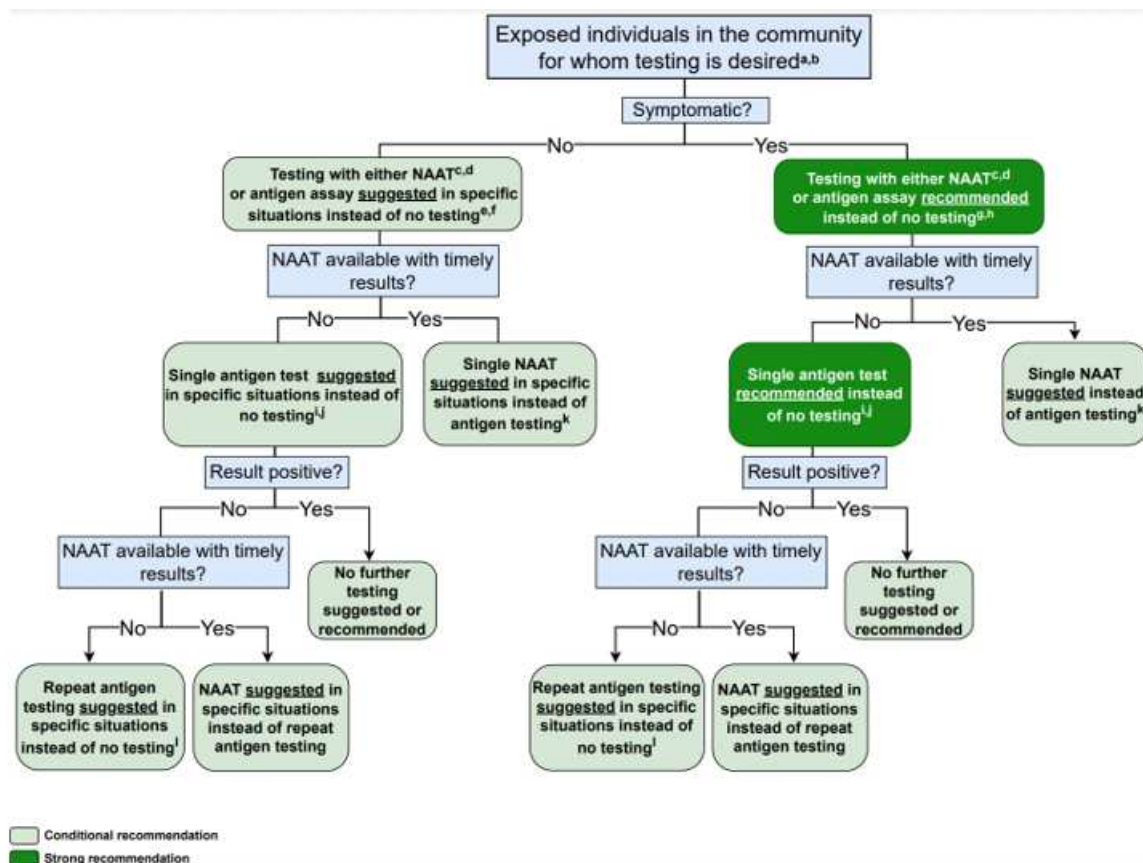 Exposed individuals in the community
for whom testing is desired^a,b
Symptomatic?
No
Yes
Testing with either NAAT^c,d
or antigen assay suggested in specific
situations instead of no testing^e,f
Testing with either NAAT^c,d
or antigen assay recommended
instead of no testing^g,h
NAAT available with timely
results?
NAAT available with timely
results?
No
Yes
No
Yes
Single antigen test suggested
in specific situations instead of
no testing^i,j
Single NAAT
suggested in specific
situations instead of
antigen testing^k
Single antigen test
recommended instead
of no testing^i,j
Single NAAT
suggested instead
of antigen testing^k
Result positive?
Result positive?
No
Yes
No
Yes
NAAT available with timely
results?
No further
testing
suggested or
recommended
NAAT available with timely
results?
No further
testing
suggested or
recommended
No
Yes
No
Yes
Repeat antigen
testing suggested in
specific situations
instead of no testing^l
NAAT suggested in
specific situations
instead of repeat
antigen testing
Repeat antigen testing
suggested in specific
situations instead of
no testing^l
NAAT suggested in
specific situations
instead of repeat
antigen testing
Conditional recommendation
Strong recommendation